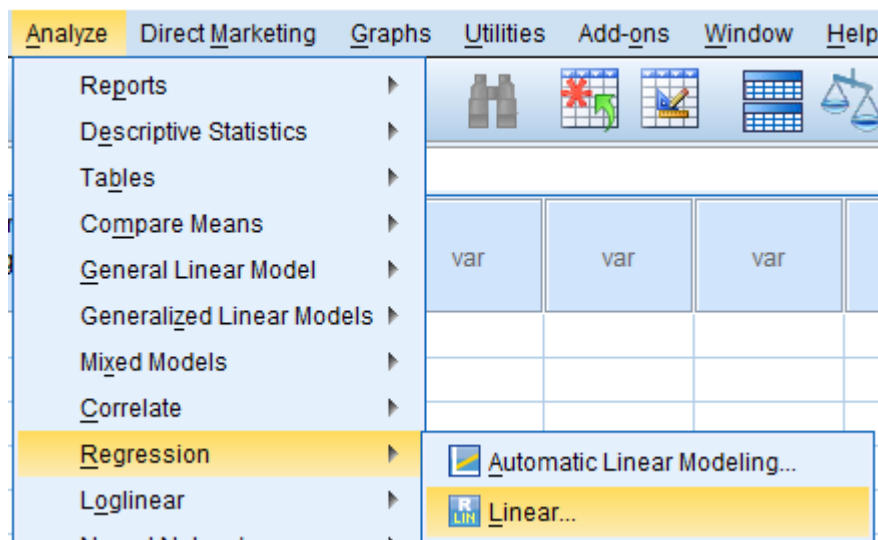 Analyze Direct Marketing Graphs Utilities Add-ons Window Help
Reports
Descriptive Statistics
Tables
Compare Means
var var var
General Linear Model
Generalized Linear Models
Mixed Models
Correlate
Regression
Automatic Linear Modeling...
Loglinear
R LIN Linear...